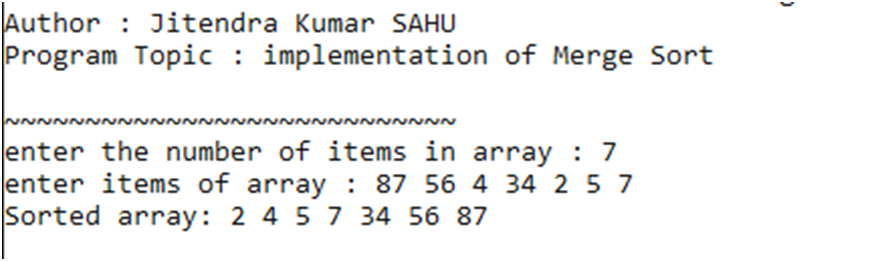 Author : Jitendra Kumar SAHU
Program Topic : implementation of Merge Sort
~~~~~~~~~~~~~~~~~~~~~~~~~~~~
enter the number of items in array : 7
enter items of array : 87 56 4 34 2 5 7
Sorted array: 2 4 5 7 34 56 87